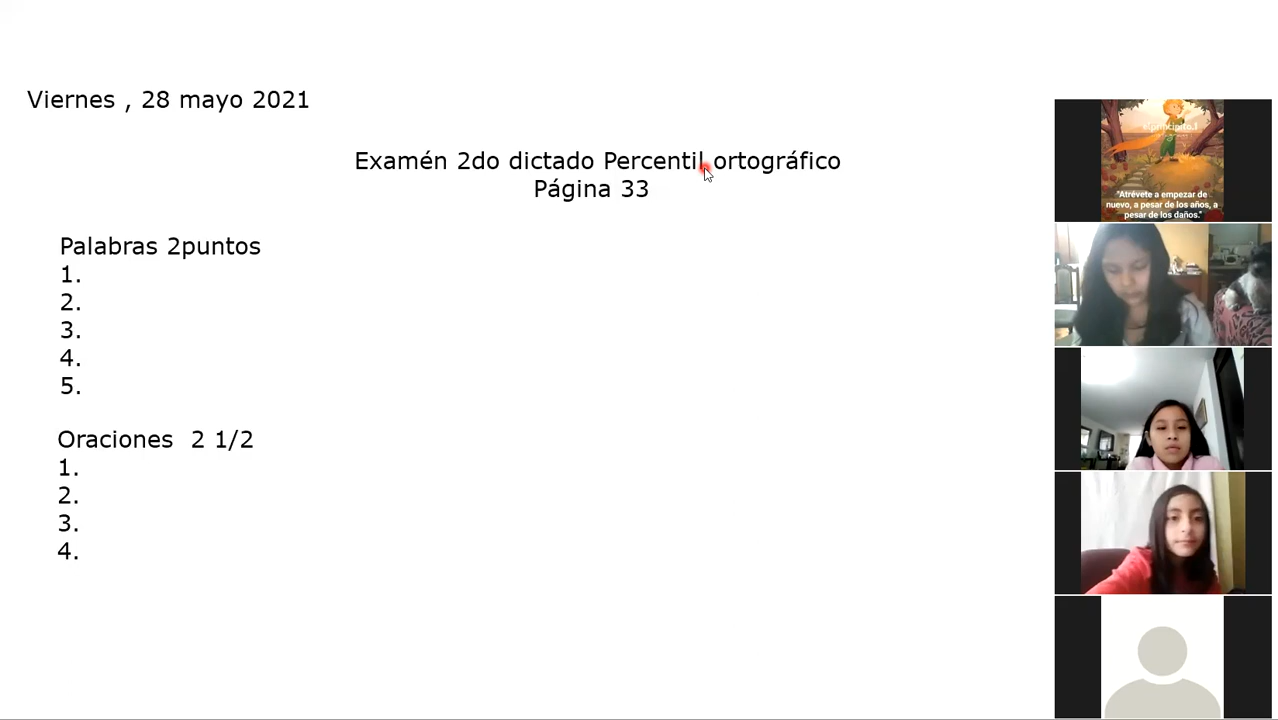 Viernes , 28 mayo 2021
Examén 2do dictado Percentil ortográfico
Página 33
Palabras 2puntos
1.
2.
3.
4.
5.
Oraciones 2 1/2
1.
2.
3.
4.
elprincipito.1
"Atrévete a empezar de
nuevo, a pesar de los años, a
pesar de los daños."